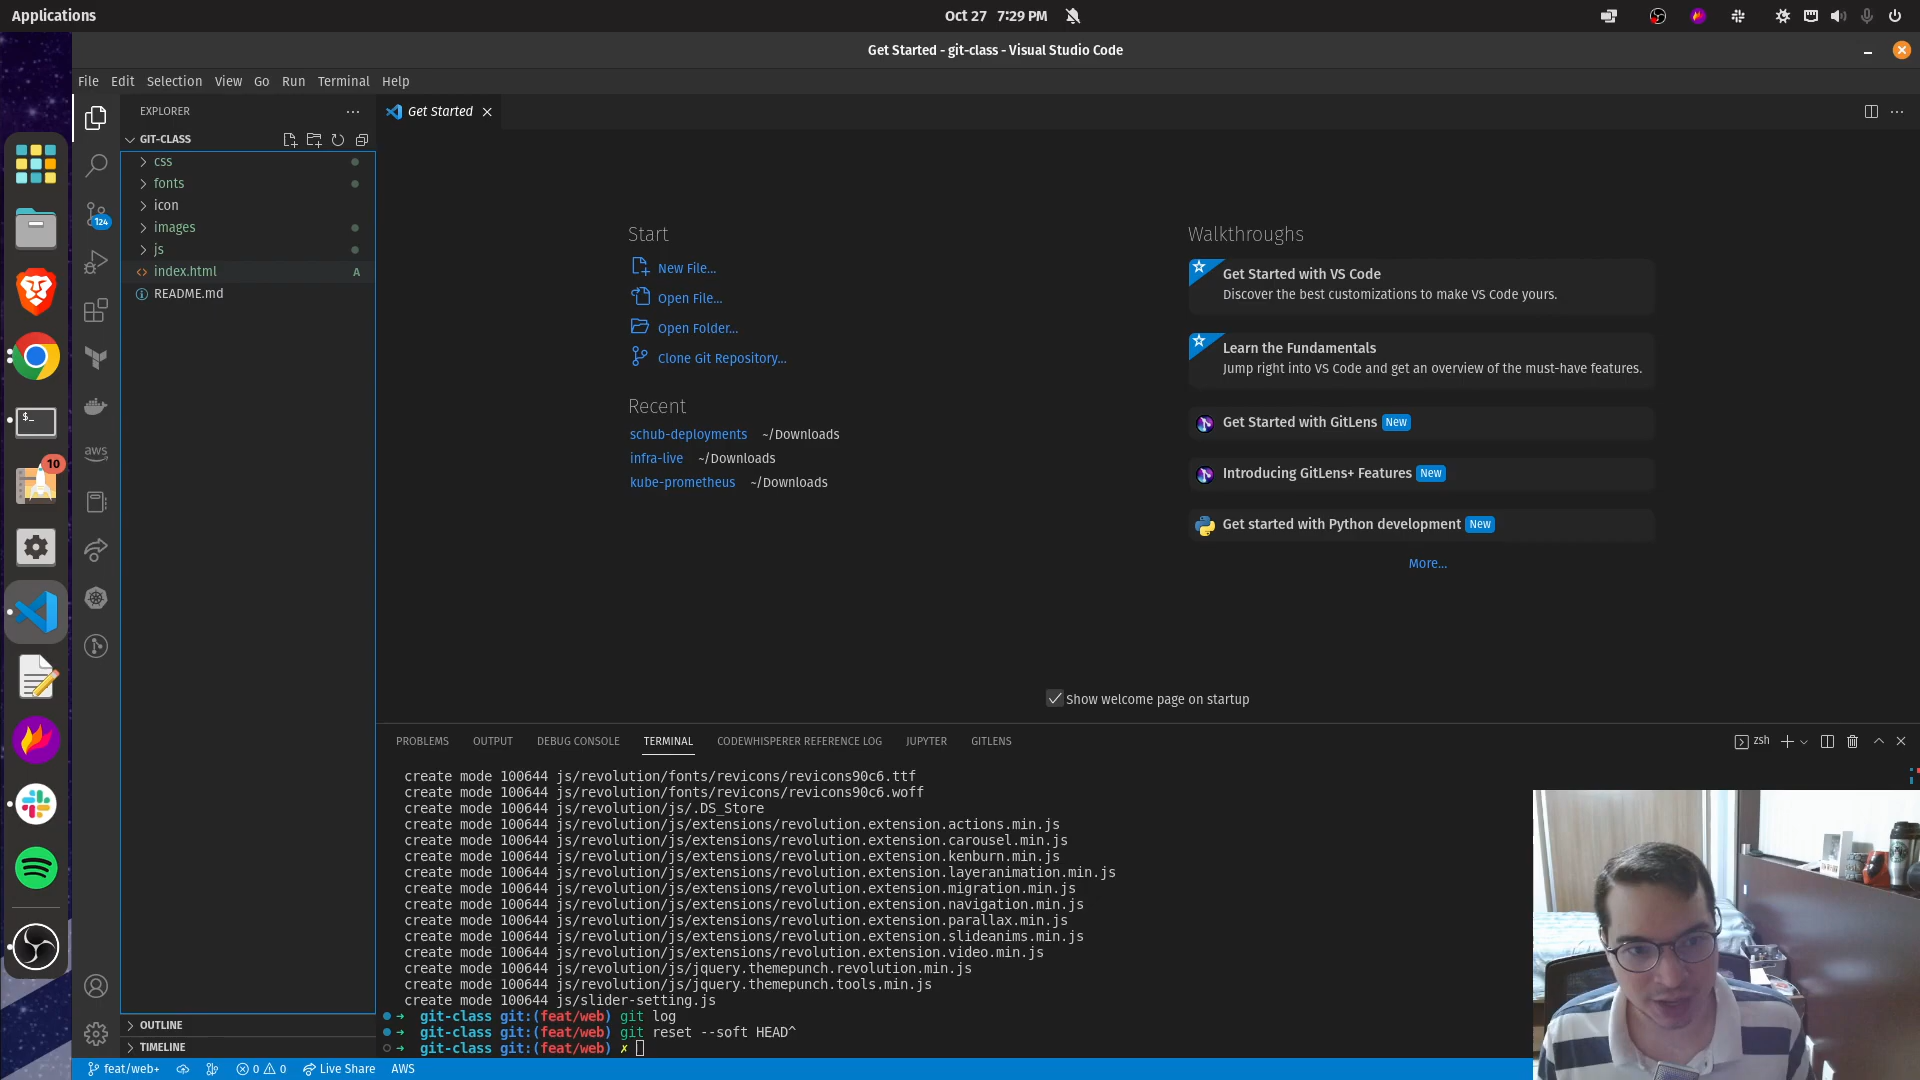 Applications
Oct 27 7:29 PM
Get Started - git-class - Visual Studio Code
File Edit Selection View Go Run Terminal Help
EXPLORER
Get Started
GIT-CLASS
css
fonts
icon
images
js
index.html A
README.md
124
10
aws
Start
New File...
Open File...
Open Folder...
Clone Git Repository...
Recent
schub-deployments ~/Downloads
infra-live ~/Downloads
kube-prometheus ~/Downloads
Walkthroughs
Get Started with VS Code
Discover the best customizations to make VS Code yours.
Learn the Fundamentals
Jump right into VS Code and get an overview of the must-have features.
Get Started with GitLens New
Introducing GitLens+ Features New
Get started with Python development New
More...
Show welcome page on startup
PROBLEMS OUTPUT DEBUG CONSOLE TERMINAL CODEWHISPERER REFERENCE LOG JUPYTER GITLENS
zsh
create mode 100644 js/revolution/fonts/revicons/revicons90c6.ttf
create mode 100644 js/revolution/fonts/revicons/revicons90c6.woff
create mode 100644 js/revolution/js/.DS_Store
create mode 100644 js/revolution/js/extensions/revolution.extension.actions.min.js
create mode 100644 js/revolution/js/extensions/revolution.extension.carousel.min.js
create mode 100644 js/revolution/js/extensions/revolution.extension.kenburn.min.js
create mode 100644 js/revolution/js/extensions/revolution.extension.layeranimation.min.js
create mode 100644 js/revolution/js/extensions/revolution.extension.migration.min.js
create mode 100644 js/revolution/js/extensions/revolution.extension.navigation.min.js
create mode 100644 js/revolution/js/extensions/revolution.extension.parallax.min.js
create mode 100644 js/revolution/js/extensions/revolution.extension.slideanims.min.js
create mode 100644 js/revolution/js/extensions/revolution.extension.video.min.js
create mode 100644 js/revolution/js/jquery.themepunch.revolution.min.js
create mode 100644 js/revolution/js/jquery.themepunch.tools.min.js
create mode 100644 js/slider-setting.js
➜ git-class git:(feat/web) git log
➜ git-class git:(feat/web) git reset --soft HEAD^
➜ git-class git:(feat/web) ✗
OUTLINE
TIMELINE
feat/web+ 0 0 Live Share AWS